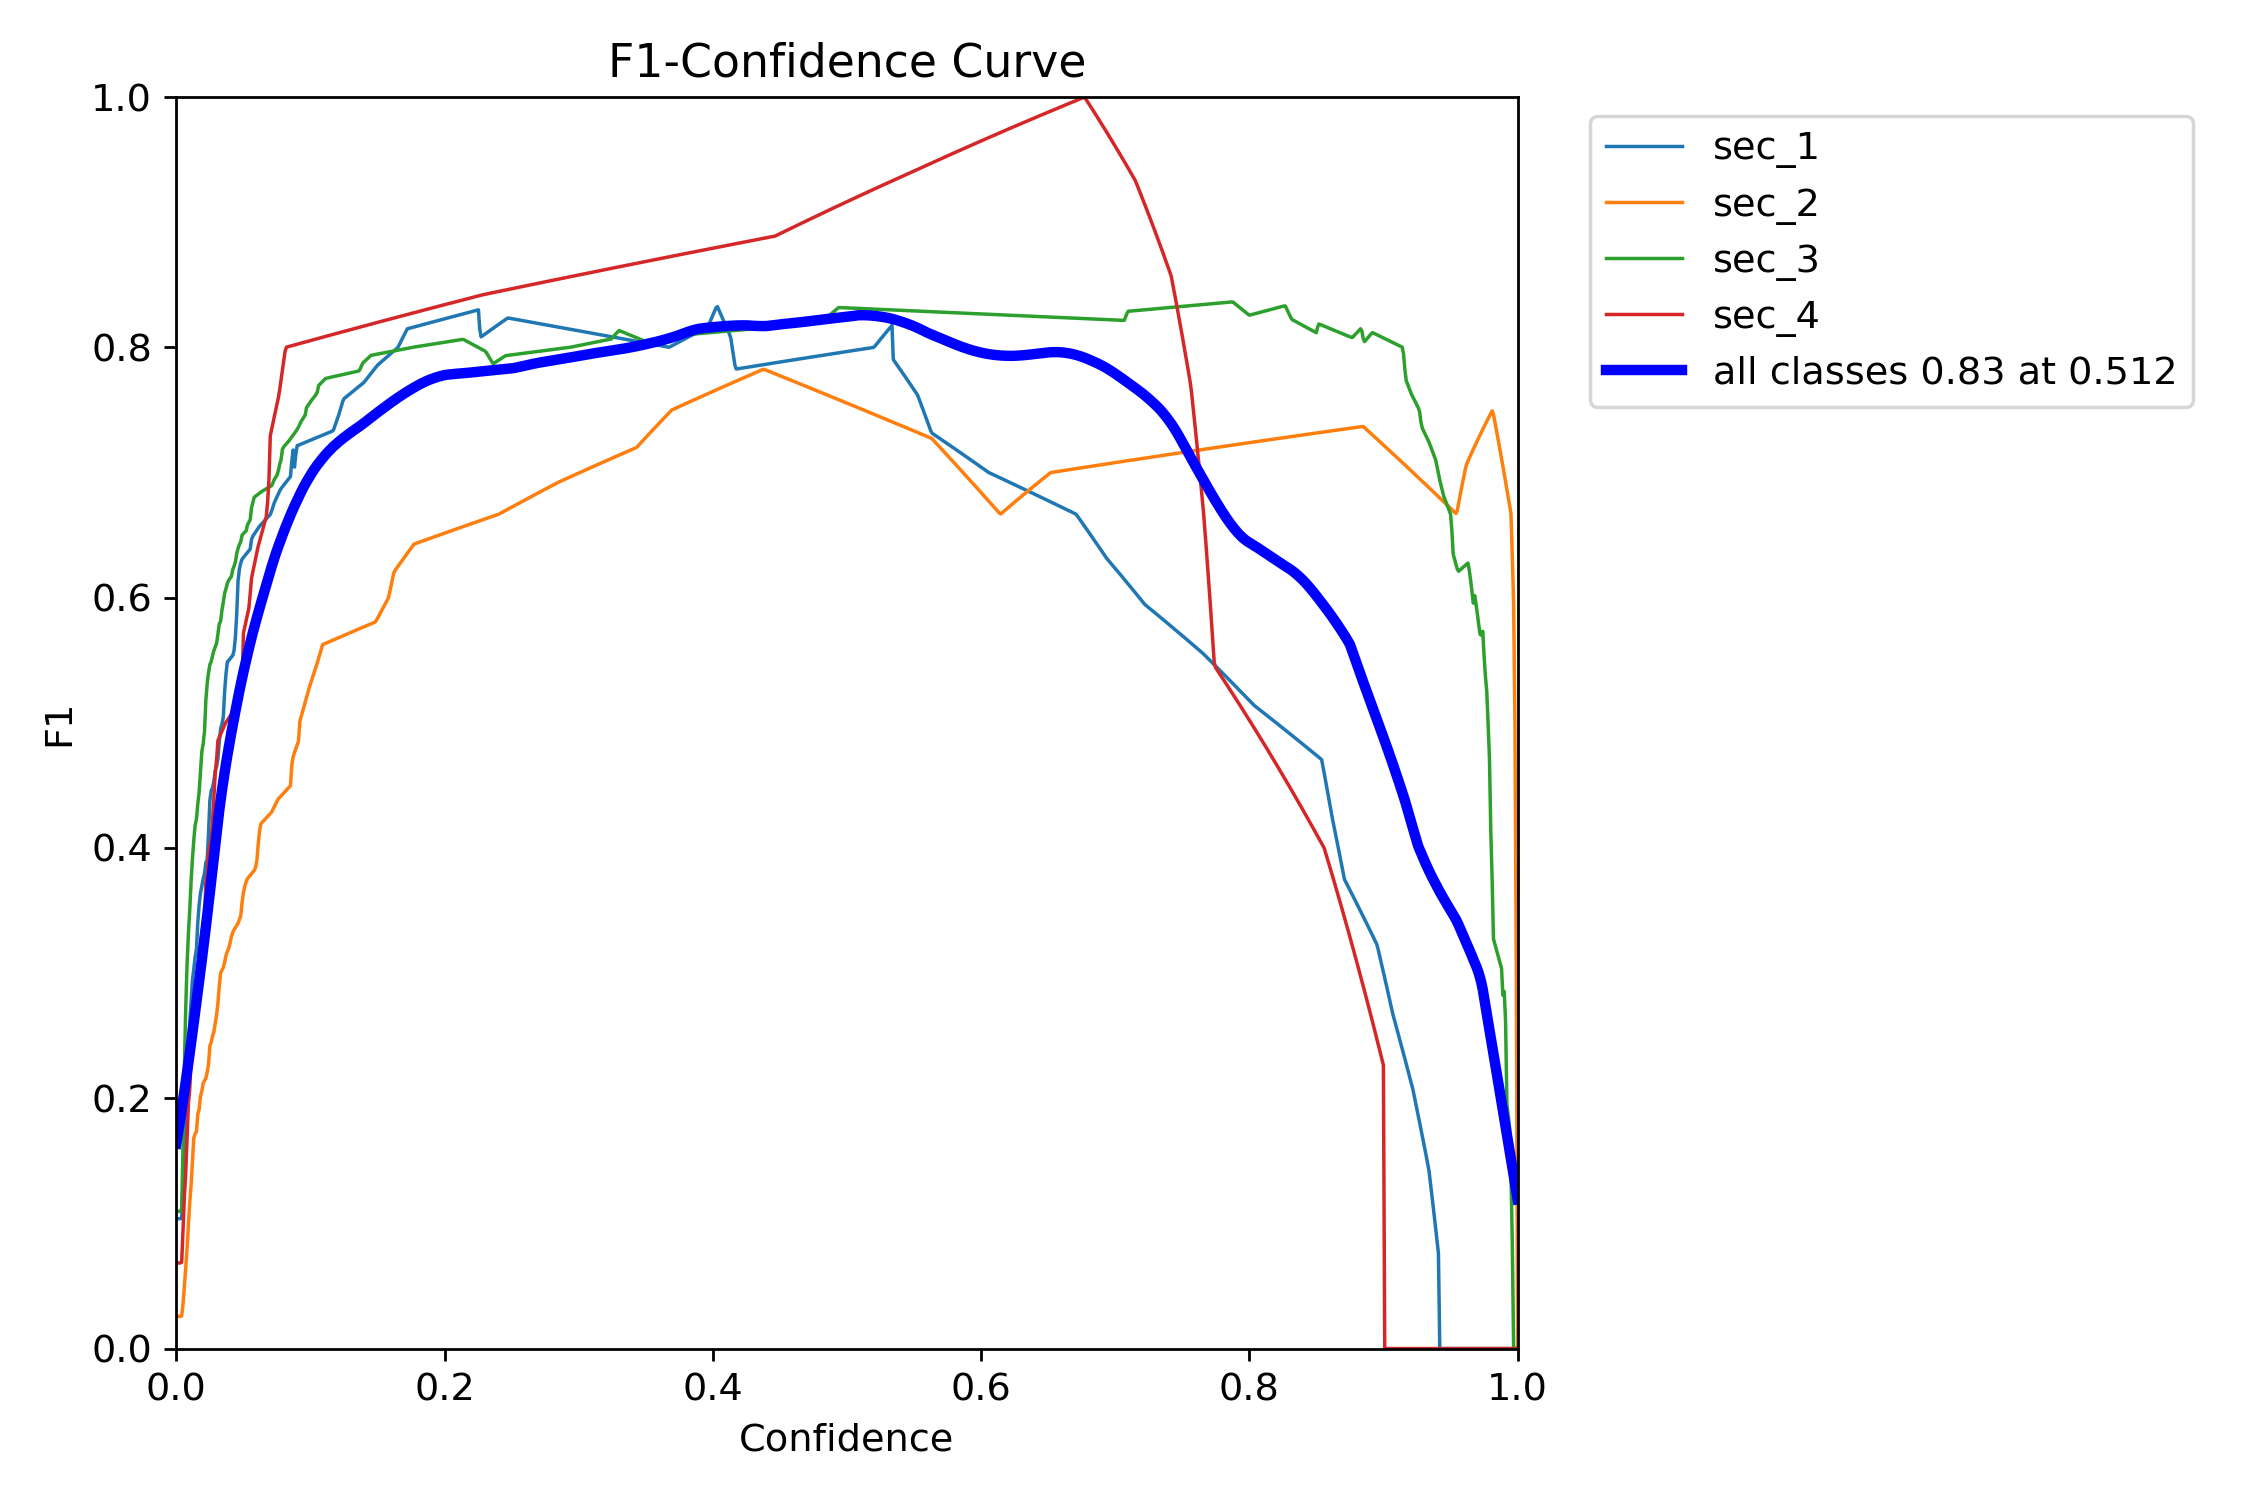 F1-Confidence Curve
1.0
0.8
0.6
0.4
0.2
0.0
F1
0.0 0.2 0.4 0.6 0.8 1.0
Confidence
sec_1
sec_2
sec_3
sec_4
all classes 0.83 at 0.512